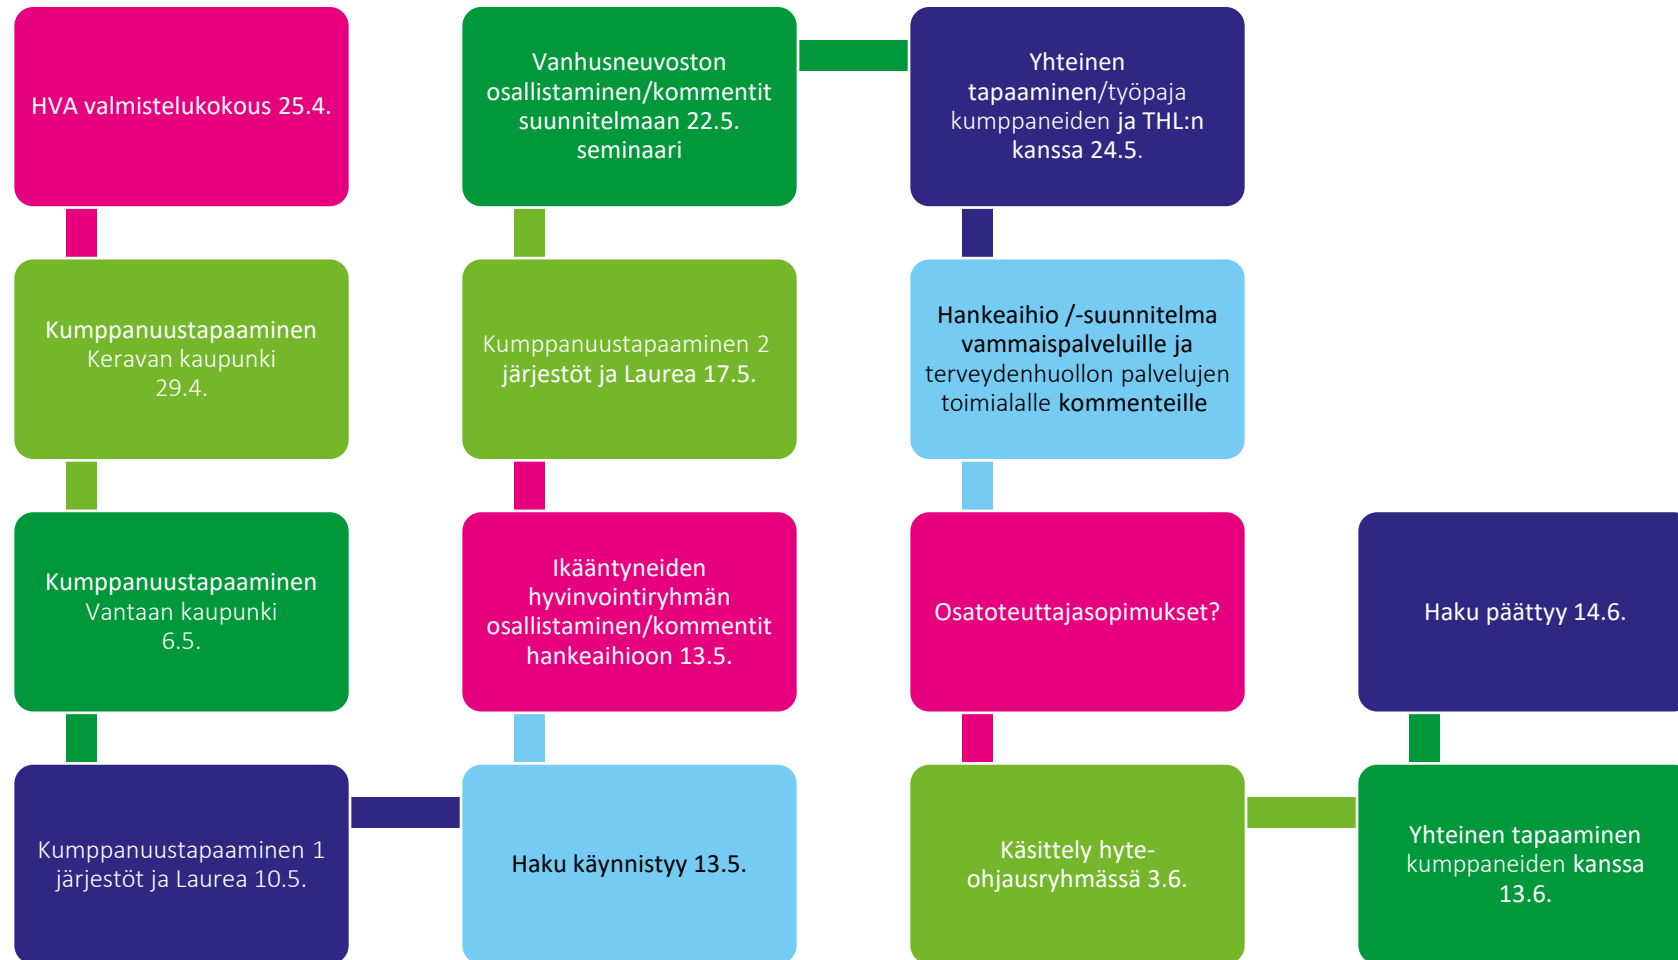 HVA valmistelukokous 25.4.
Kumppanuustapaaminen
Keravan kaupunki
29.4.
Kumppanuustapaaminen
Vantaan kaupunki
6.5.
Kumppanuustapaaminen 1
järjestöt ja Laurea 10.5.
Haku käynnistyy 13.5.
Ikääntyneiden
hyvinvointiryhmän
osallistaminen/kommentit
hankeaihioon 13.5.
Kumppanuustapaaminen 2
järjestöt ja Laurea 17.5.
Vanhusneuvoston
osallistaminen/kommentit
suunnitelmaan 22.5.
seminaari
Yhteinen
tapaaminen/työpaja
kumppaneiden ja THL:n
kanssa 24.5.
Hankeaihio /-suunnitelma
vammaispalveluille ja
terveydenhuollon palvelujen
toimialalle kommenteille
Osatoteuttajasopimukset?
Käsittely hyte-
ohjausryhmässä 3.6.
Yhteinen tapaaminen
kumppaneiden kanssa
13.6.
Haku päättyy 14.6.